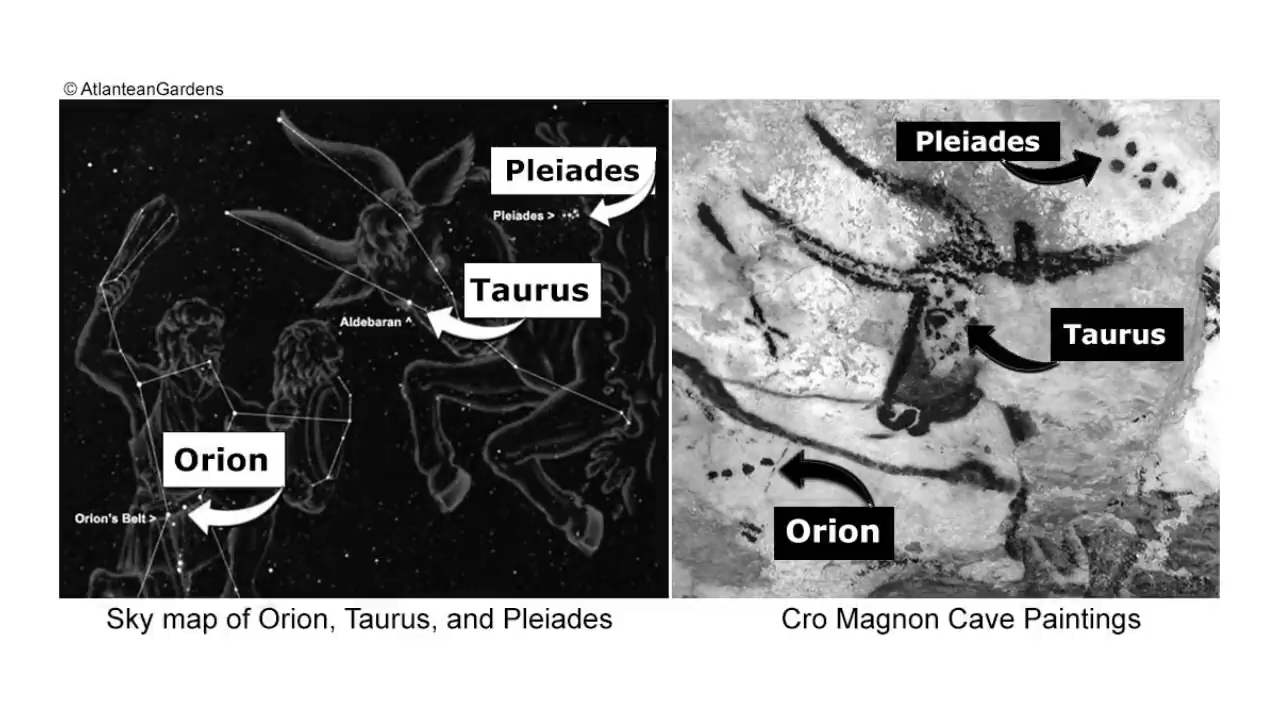 © AtlanteanGardens
Pleiades
Pleiades >
Taurus
Aldebaran ^
Orion
Orion's Belt >
Pleiades
Taurus
Orion
Sky map of Orion, Taurus, and Pleiades
Cro Magnon Cave Paintings